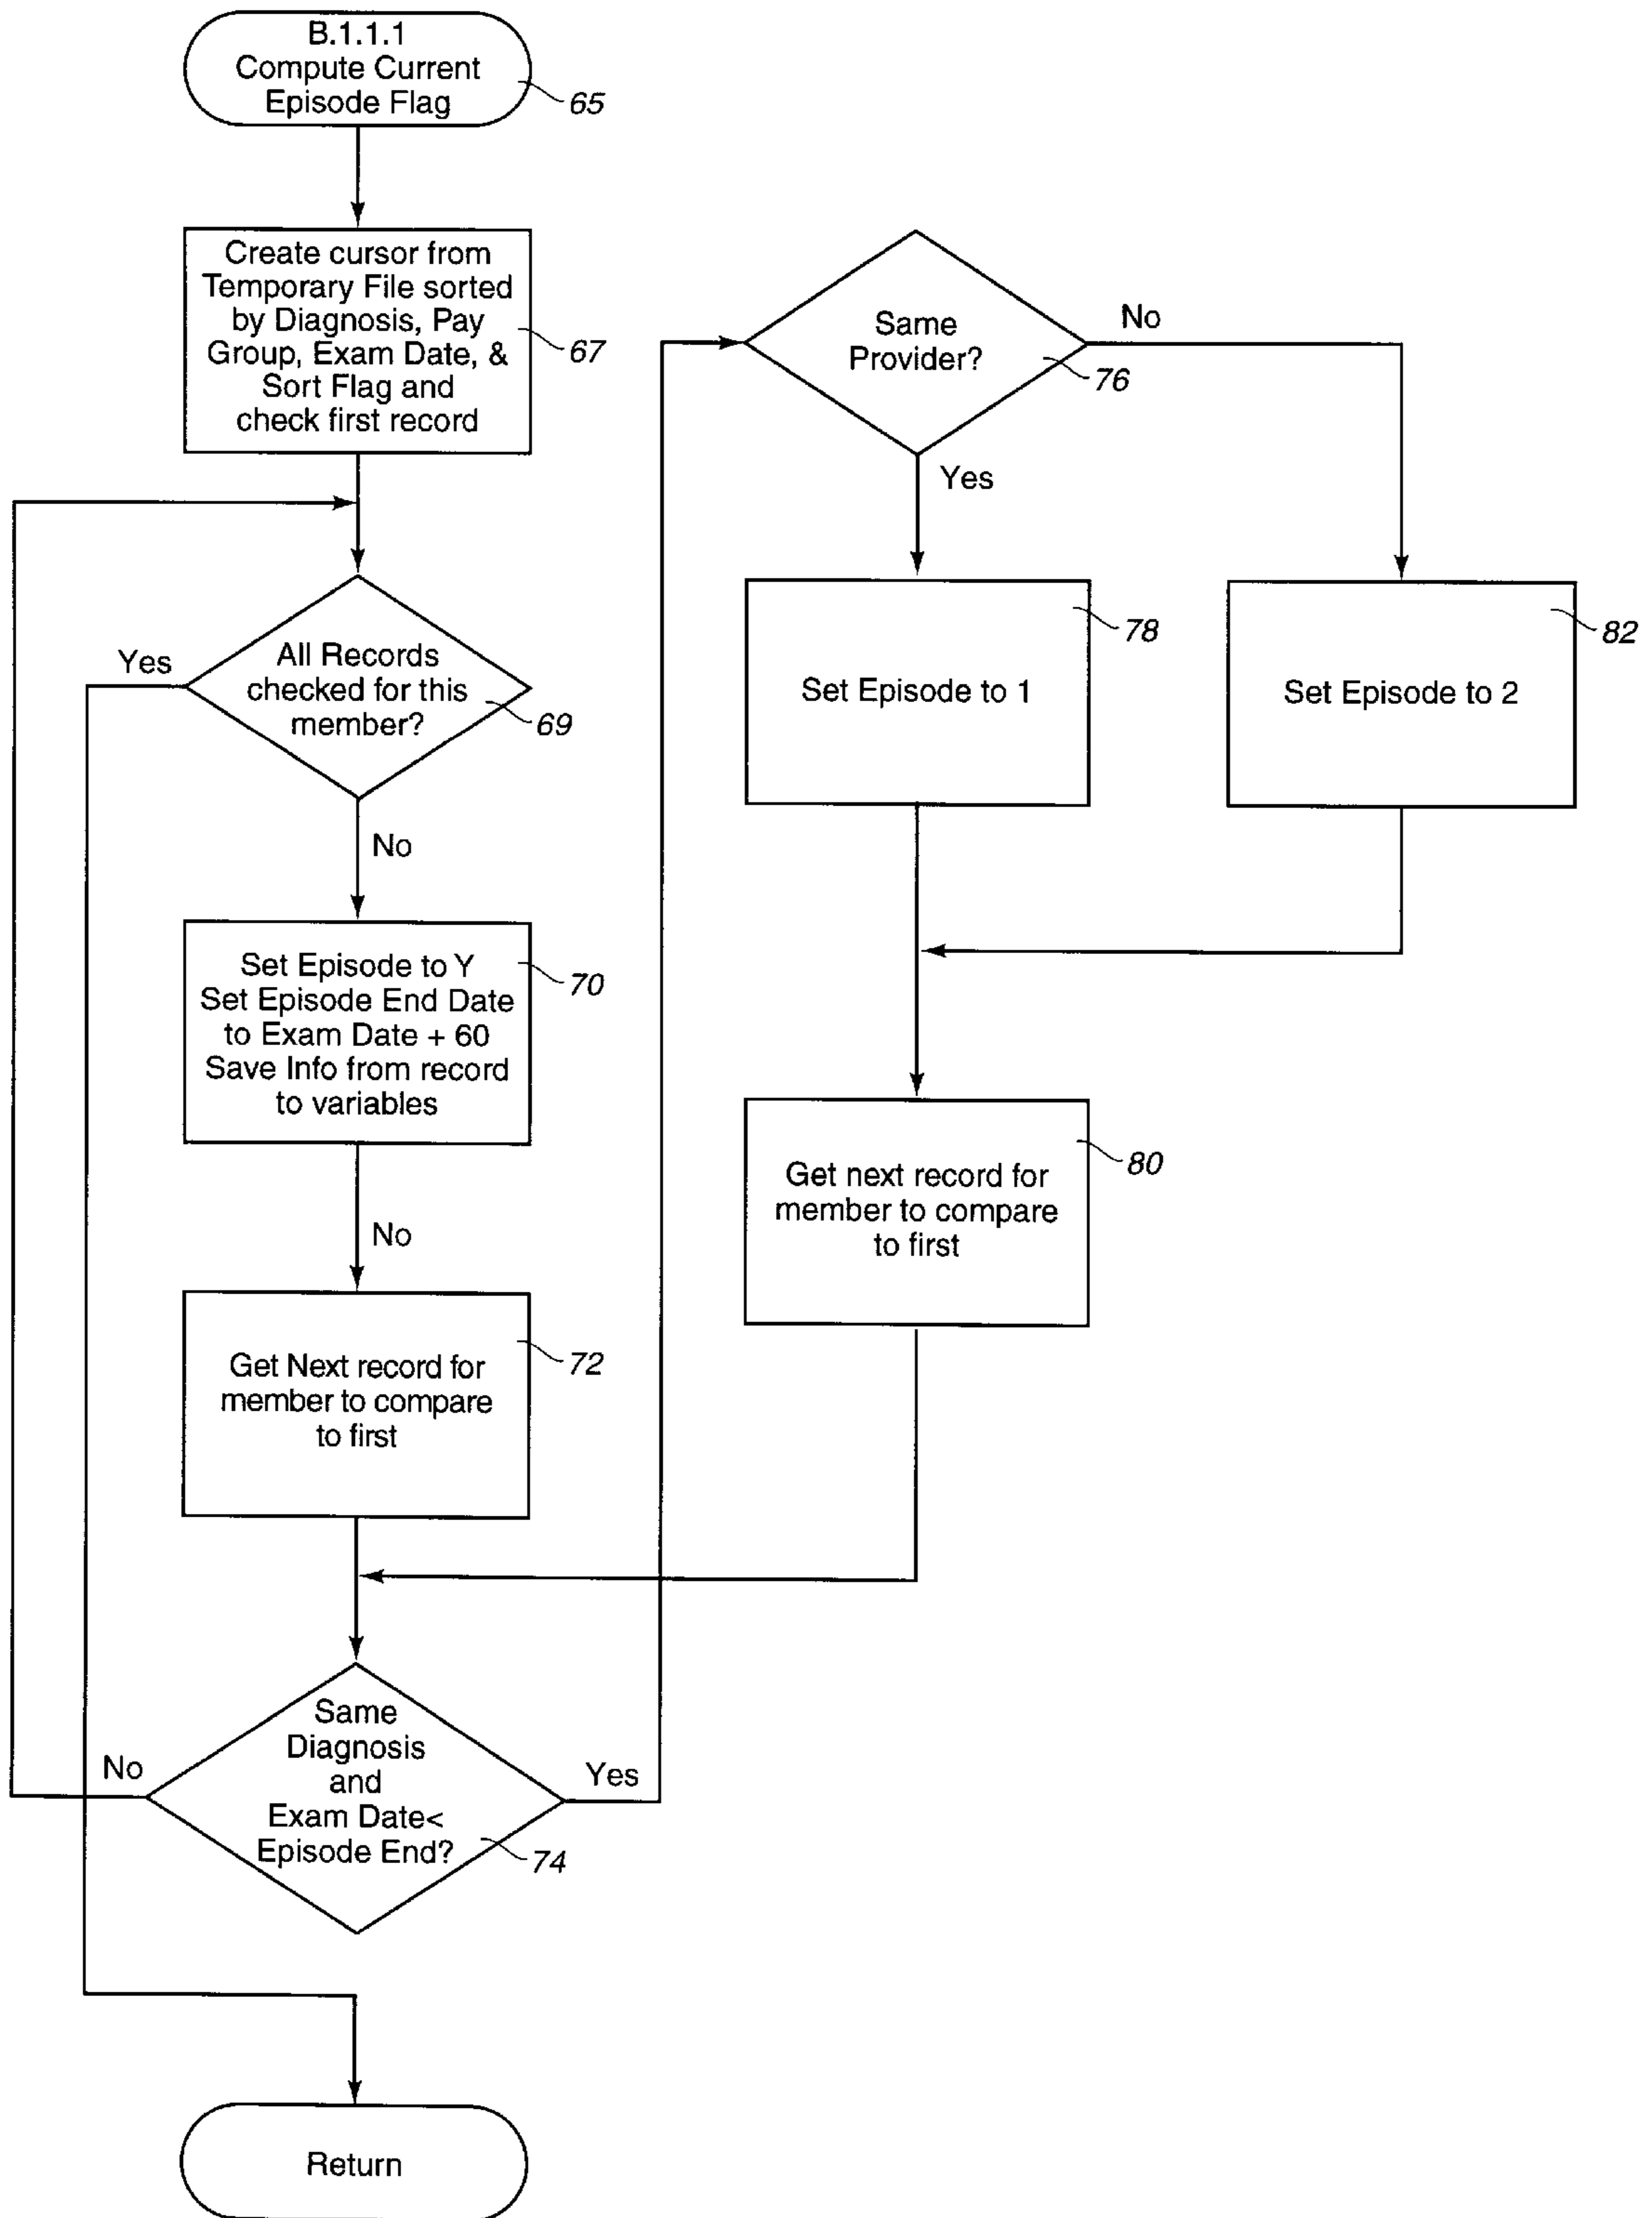 B.1.1.1
Compute Current
Episode Flag
65
Create cursor from
Temporary File sorted
by Diagnosis, Pay
Group, Exam Date, &
Sort Flag and
check first record
67
All Records
checked for this
member?
69
Yes
No
Set Episode to Y
Set Episode End Date
to Exam Date + 60
Save Info from record
to variables
70
No
Get Next record for
member to compare
to first
72
Same
Diagnosis
and
Exam Date<
Episode End?
74
No
Yes
Return
Same
Provider?
76
No
Yes
Set Episode to 1
78
Set Episode to 2
82
Get next record for
member to compare
to first
80